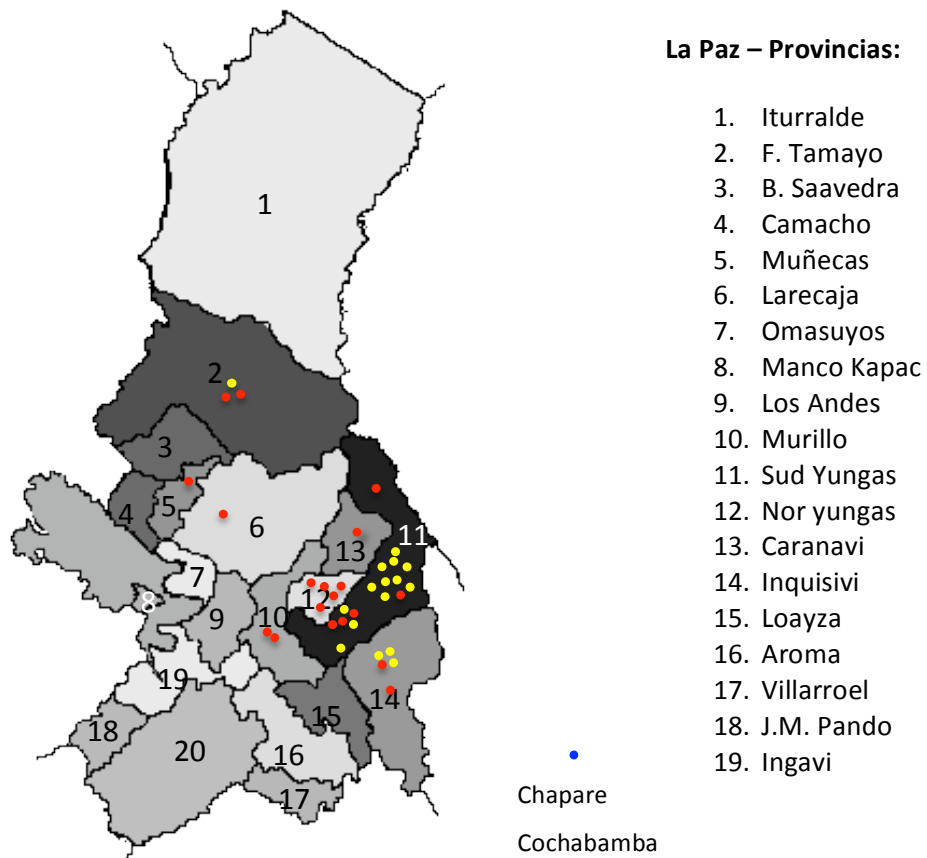 La Paz – Provincias:
1. Iturralde
2. F. Tamayo
3. B. Saavedra
4. Camacho
5. Muñecas
6. Larecaja
7. Omasuyos
8. Manco Kapac
9. Los Andes
10. Murillo
11. Sud Yungas
12. Nor yungas
13. Caranavi
14. Inquisivi
15. Loayza
16. Aroma
17. Villarroel
18. J.M. Pando
19. Ingavi
1
2
3
4
5
6
11
13
7
12
8
9
10
19
14
15
18
20
16
17
Chapare
Cochabamba